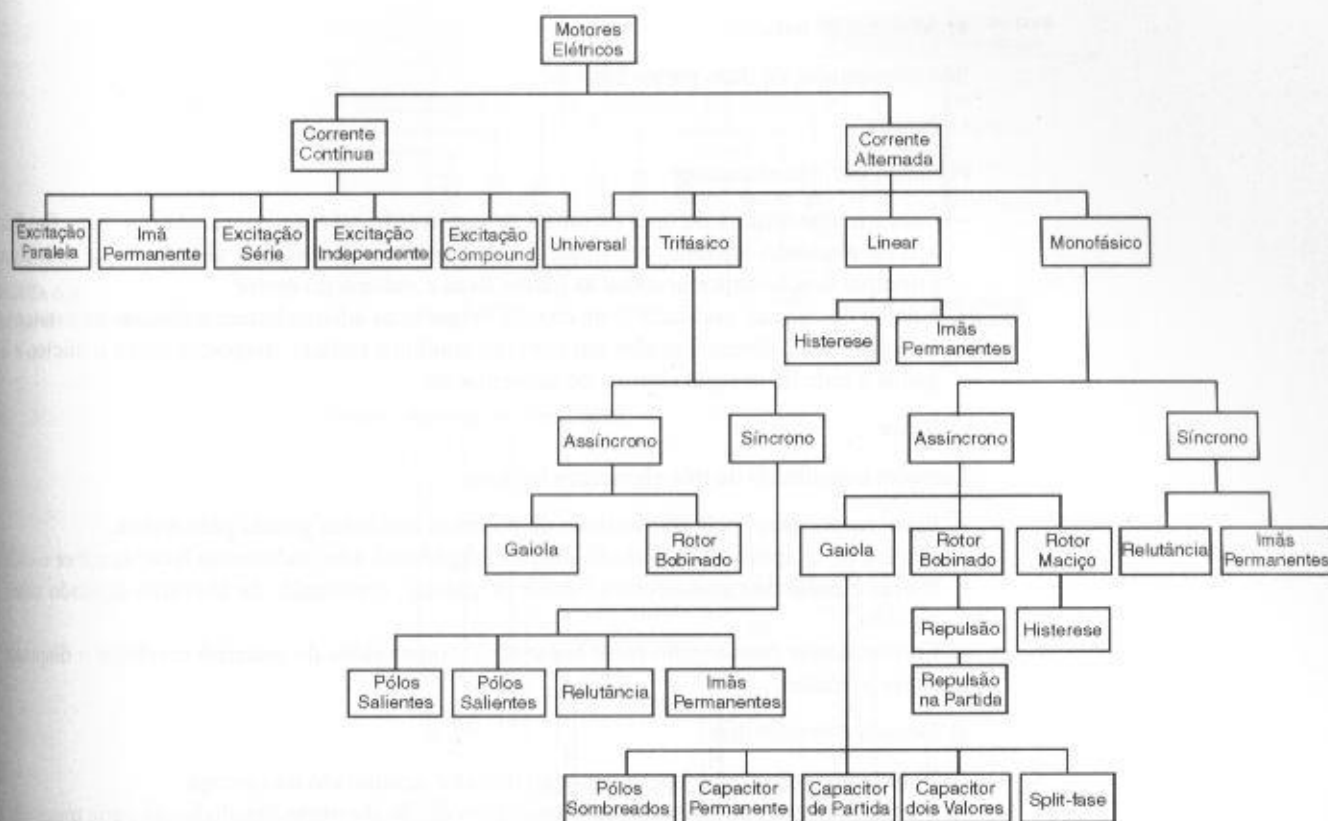 Motores
Elétricos
Corrente
Contínua
Corrente
Alternada
Excitação
Paralela
Imã
Permanente
Excitação
Série
Excitação
Independente
Excitação
Compound
Universal
Trifásico
Linear
Monofásico
Histerese
Imãs
Permanentes
Assíncrono
Síncrono
Assíncrono
Síncrono
Gaiola
Rotor
Bobinado
Gaiola
Rotor
Bobinado
Rotor
Maciço
Relutância
Imãs
Permanentes
Repulsão
Histerese
Pólos
Salientes
Pólos
Salientes
Relutância
Imãs
Permanentes
Repulsão
na Partida
Pólos
Sombreados
Capacitor
Permanente
Capacitor
de Partida
Capacitor
dois Valores
Split-fase